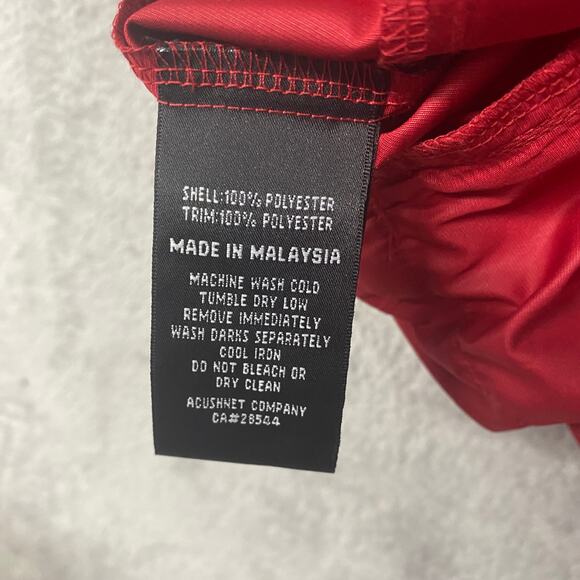 SHELL:100% POLYESTER
TRIM:100% POLYESTER
MADE IN MALAYSIA
MACHINE WASH COLD
TUMBLE DRY LOW
REMOVE IMMEDIATELY
WASH DARKS SEPARATELY
COOL IRON
DO NOT BLEACH OR
DRY CLEAN
ACUSHNET COMPANY
CA#28544